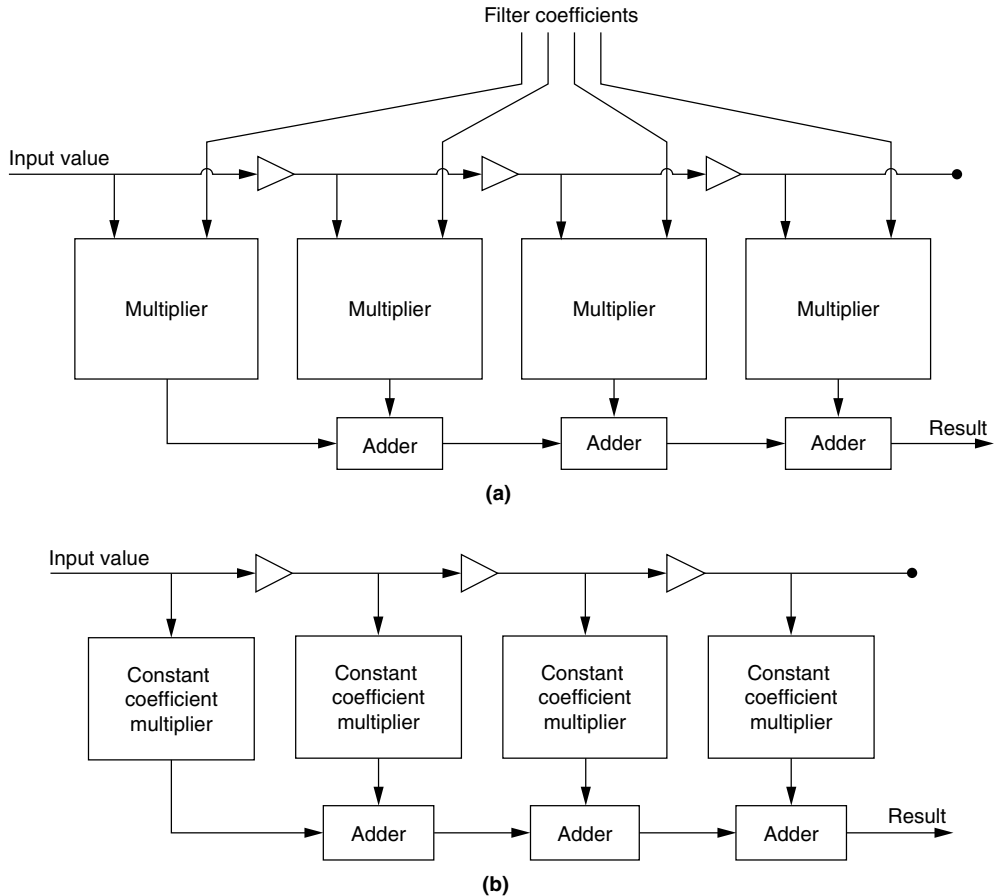 Filter coefficients
Input value
Multiplier
Multiplier
Multiplier
Multiplier
Adder
Adder
Adder
Result
(a)
Input value
Constant
coefficient
multiplier
Constant
coefficient
multiplier
Constant
coefficient
multiplier
Constant
coefficient
multiplier
Adder
Adder
Adder
Result
(b)